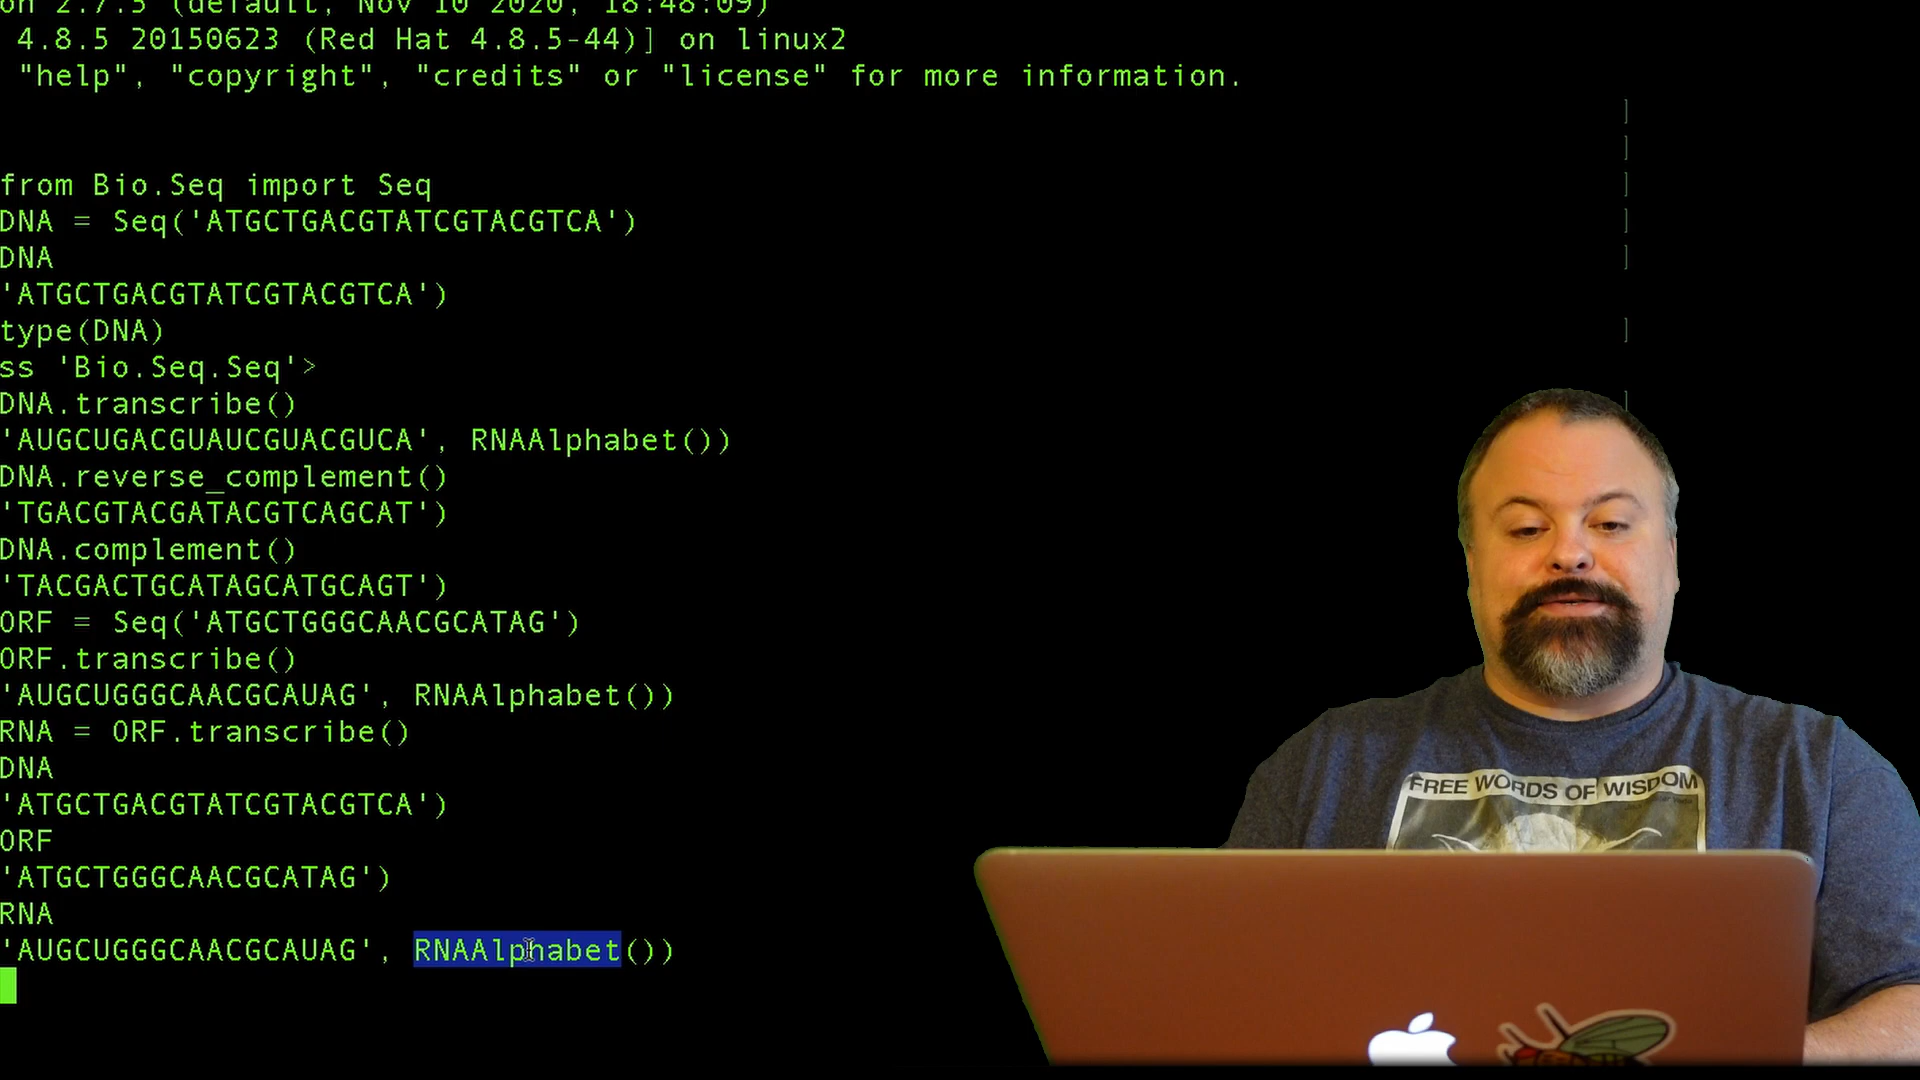 on 2.7.5 (default, Nov 10 2020, 18:48:09)
4.8.5 20150623 (Red Hat 4.8.5-44)] on linux2
"help", "copyright", "credits" or "license" for more information.
]
]
from Bio.Seq import Seq ]
DNA = Seq('ATGCTGACGTATCGTACGTCA') ]
DNA ]
'ATGCTGACGTATCGTACGTCA')
type(DNA) ]
ss 'Bio.Seq.Seq'>
DNA.transcribe() ]
'AUGCUGACGUAUCGUACGUCA', RNAAlphabet())
DNA.reverse_complement()
'TGACGTACGATACGTCAGCAT')
DNA.complement()
'TACGACTGCATAGCATGCAGT')
ORF = Seq('ATGCTGGGCAACGCATAG')
ORF.transcribe()
'AUGCUGGGCAACGCAUAG', RNAAlphabet())
RNA = ORF.transcribe()
DNA
'ATGCTGACGTATCGTACGTCA')
ORF
'ATGCTGGGCAACGCATAG')
RNA
'AUGCUGGGCAACGCAUAG', RNAAlphabet())
FREE WORDS OF WISDOM